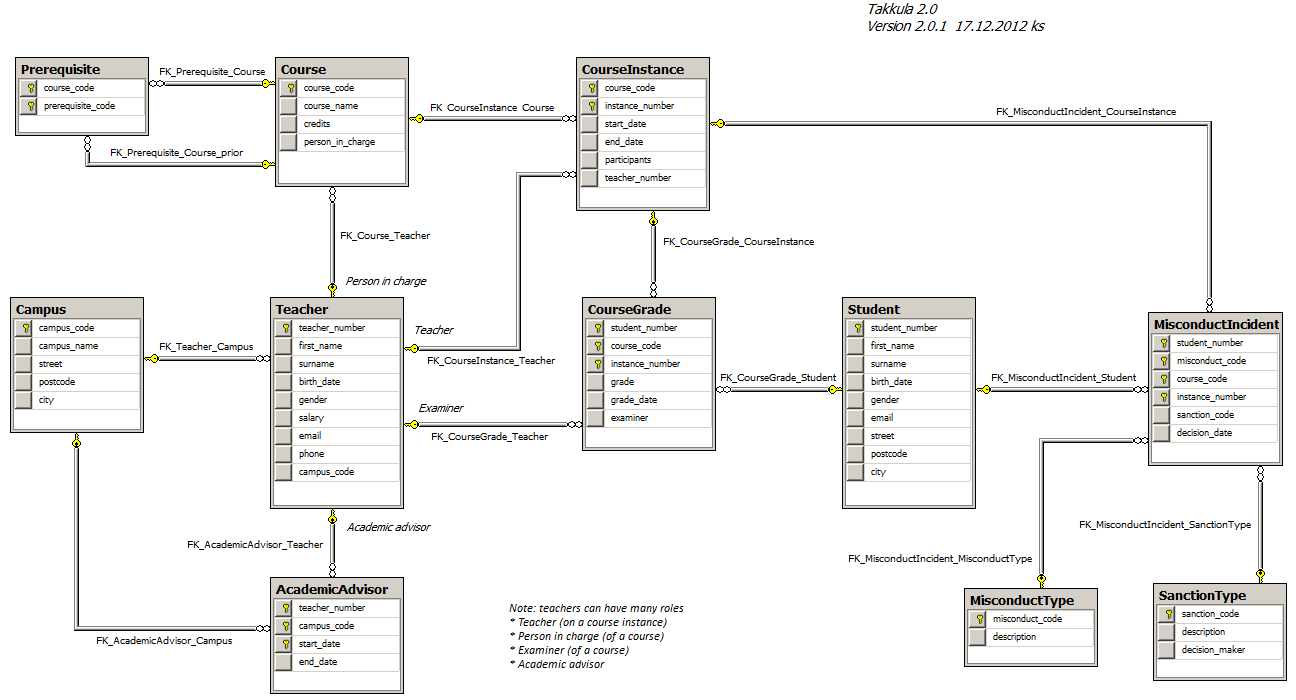 Takkula 2.0
Version 2.0.1 17.12.2012 ks
Prerequisite
course_code
prerequisite_code
FK_Prerequisite_Course
FK_Prerequisite_Course_prior
Course
course_code
course_name
credits
person_in_charge
FK_CourseInstance_Course
CourseInstance
course_code
instance_number
start_date
end_date
participants
teacher_number
FK_MisconductIncident_CourseInstance
FK_Course_Teacher
Person in charge
FK_CourseGrade_CourseInstance
Campus
campus_code
campus_name
street
postcode
city
FK_Teacher_Campus
Teacher
teacher_number
first_name
surname
birth_date
gender
salary
email
phone
campus_code
Teacher
FK_CourseInstance_Teacher
Examiner
FK_CourseGrade_Teacher
CourseGrade
student_number
course_code
instance_number
grade
grade_date
examiner
FK_CourseGrade_Student
Student
student_number
first_name
surname
birth_date
gender
email
street
postcode
city
FK_MisconductIncident_Student
MisconductIncident
student_number
misconduct_code
course_code
instance_number
sanction_code
decision_date
Academic advisor
FK_AcademicAdvisor_Teacher
FK_MisconductIncident_SanctionType
FK_MisconductIncident_MisconductType
AcademicAdvisor
teacher_number
campus_code
start_date
end_date
FK_AcademicAdvisor_Campus
Note: teachers can have many roles
* Teacher (on a course instance)
* Person in charge (of a course)
* Examiner (of a course)
* Academic advisor
MisconductType
misconduct_code
description
SanctionType
sanction_code
description
decision_maker